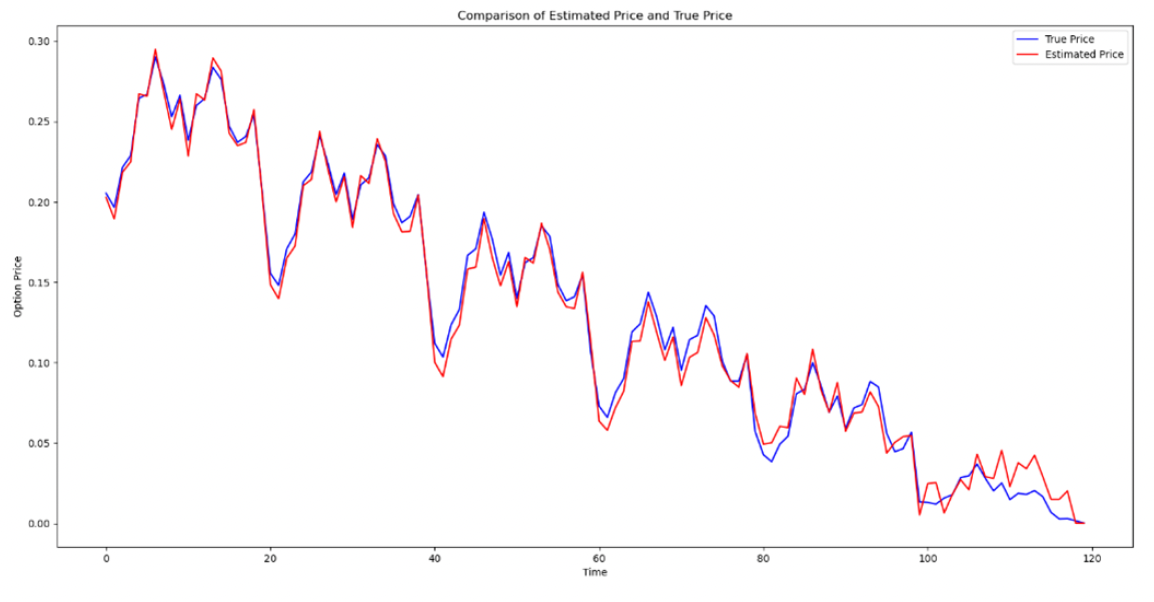 Comparison of Estimated Price and True Price
True Price
Estimated Price
Option Price
0.30
0.25
0.20
0.15
0.10
0.05
0.00
0 20 40 60 80 100 120
Time